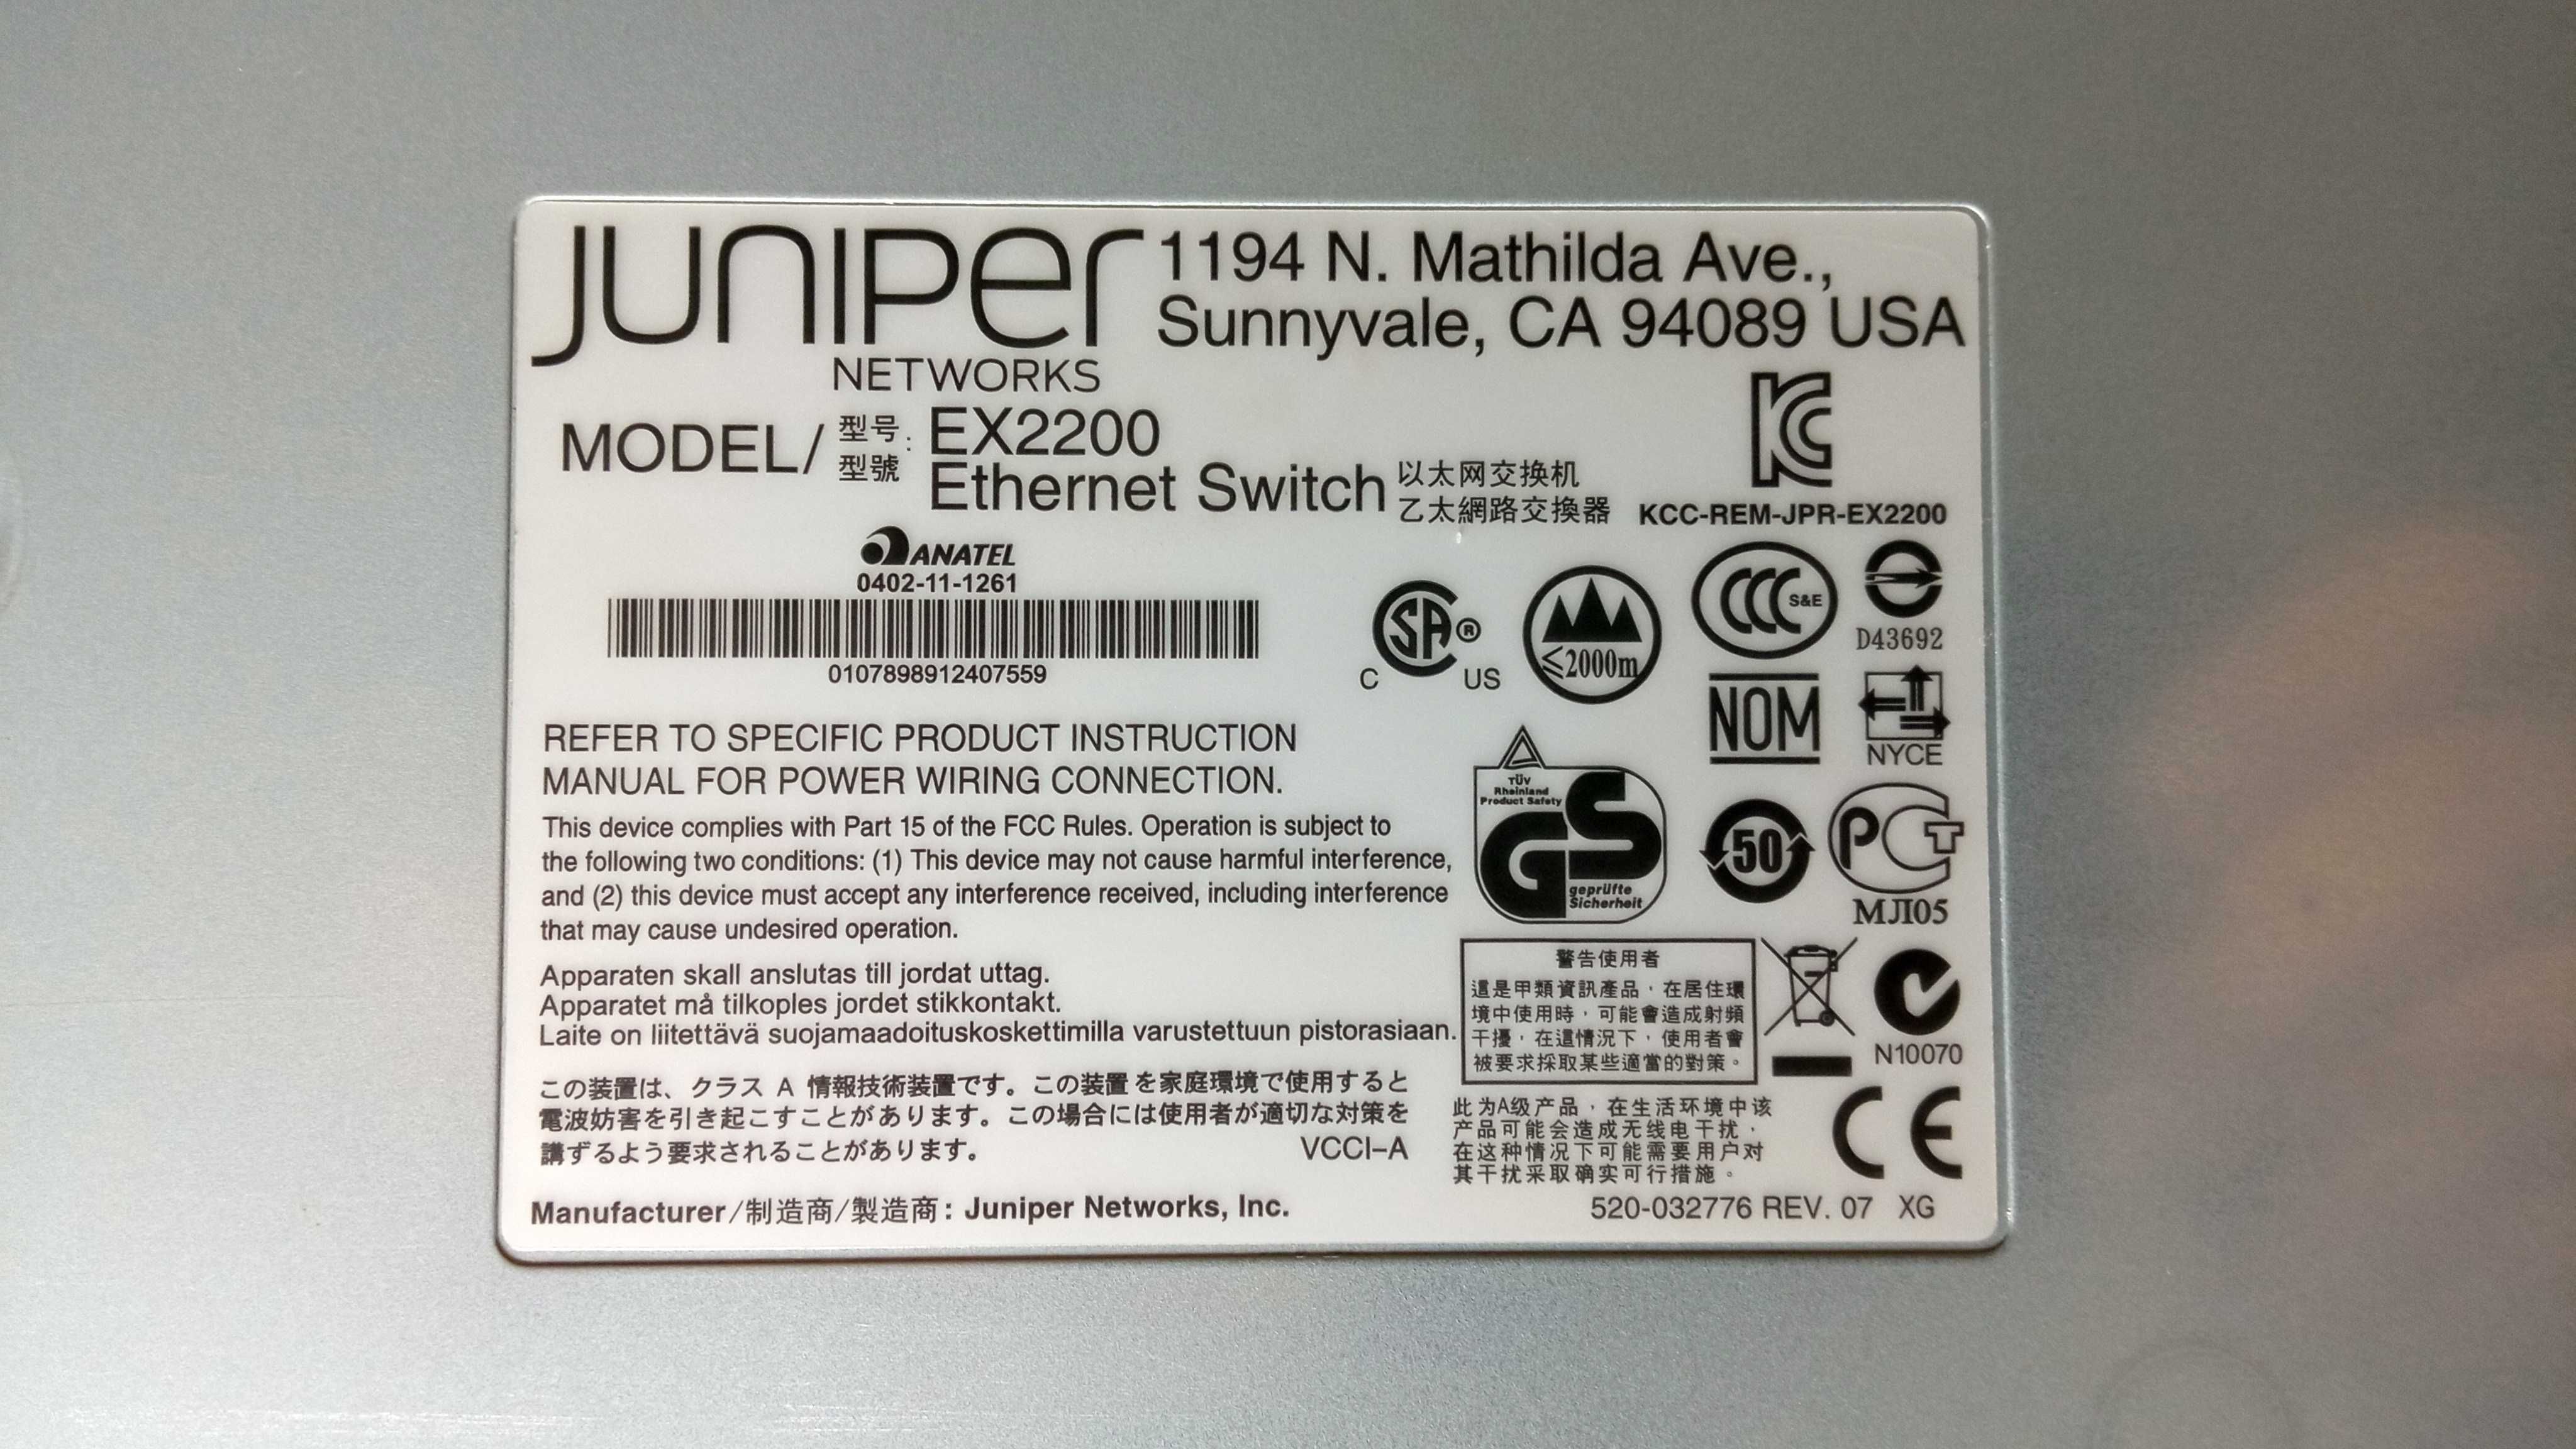 JUNIPER
NETWORKS
1194 N. Mathilda Ave.,
Sunnyvale, CA 94089 USA
MODEL/ 型号 型號 : EX2200
Ethernet Switch 以太网交换机
乙太網路交換器
KC
KCC-REM-JPR-EX2200
ANATEL
0402-11-1261
0107898912407559
C SA ® US
≤2000m
CCC S&E
D43692
NOM
NYCE
REFER TO SPECIFIC PRODUCT INSTRUCTION
MANUAL FOR POWER WIRING CONNECTION.
TÜV
Rheinland
Product Safety
GS
geprüfte
Sicherheit
50
PCT
MJI05
This device complies with Part 15 of the FCC Rules. Operation is subject to
the following two conditions: (1) This device may not cause harmful interference,
and (2) this device must accept any interference received, including interference
that may cause undesired operation.
Apparaten skall anslutas till jordat uttag.
Apparatet må tilkoples jordet stikkontakt.
Laite on liitettävä suojamaadoituskoskettimilla varustettuun pistorasiaan.
警告使用者
這是甲類資訊產品，在居住環
境中使用時，可能會造成射頻
干擾，在這情況下，使用者會
被要求採取某些適當的對策。
N10070
この装置は、クラス A 情報技術装置です。この装置を家庭環境で使用すると
電波妨害を引き起こすことがあります。この場合には使用者が適切な対策を
講ずるよう要求されることがあります。 VCCI-A
此为A级产品，在生活环境中该
产品可能会造成无线电干扰，
在这种情况下可能需要用户对
其干扰采取确实可行措施。
CE
Manufacturer/制造商/製造商: Juniper Networks, Inc.
520-032776 REV. 07 XG